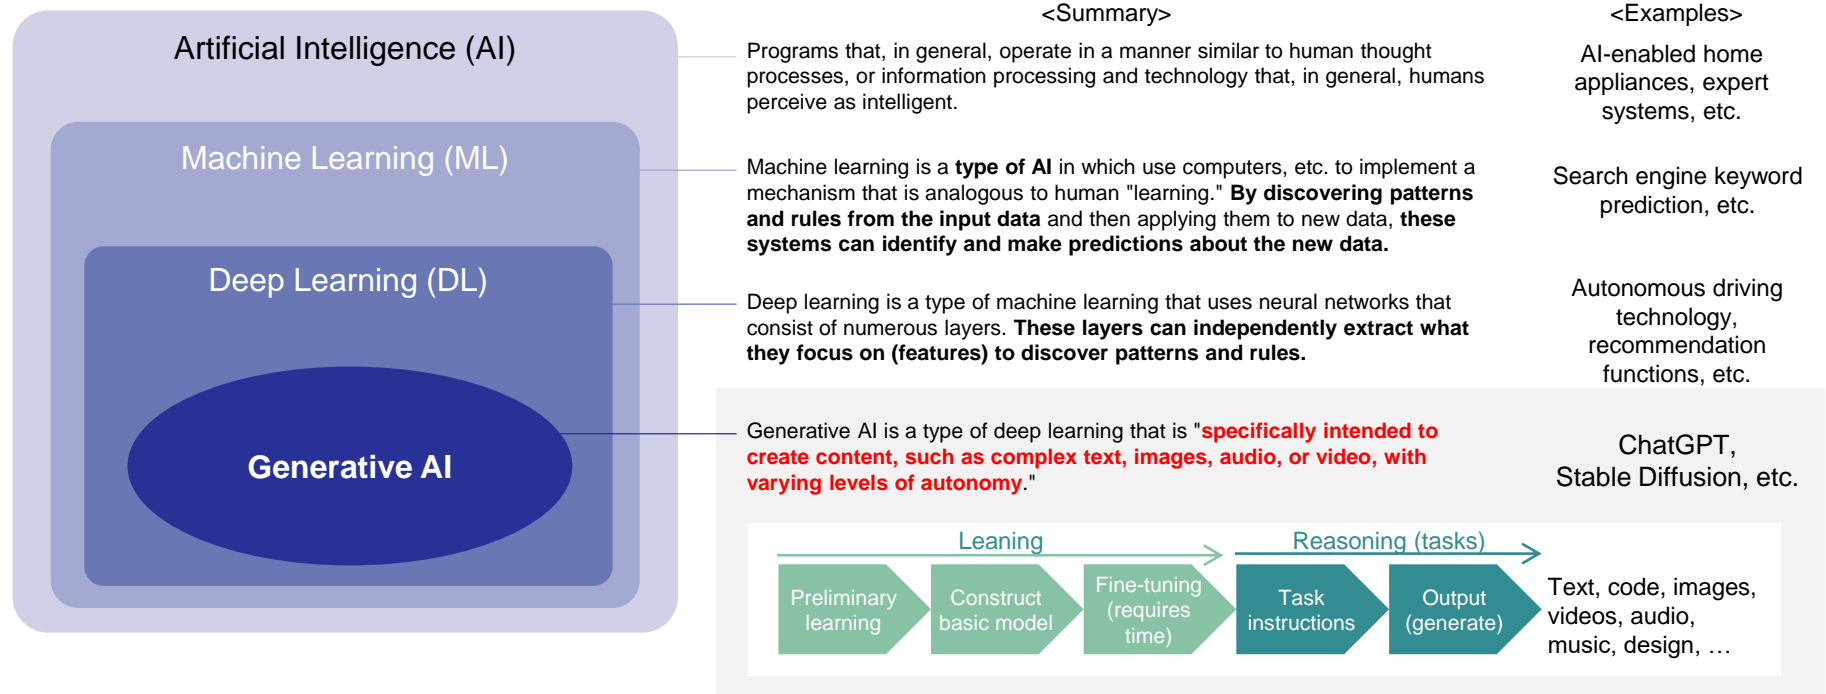 <Summary>
<Examples>
Artificial Intelligence (AI)
Programs that, in general, operate in a manner similar to human thought
processes, or information processing and technology that, in general, humans
perceive as intelligent.
AI-enabled home
appliances, expert
systems, etc.
Machine Learning (ML)
Machine learning is a type of AI in which use computers, etc. to implement a
mechanism that is analogous to human "learning." By discovering patterns
and rules from the input data and then applying them to new data, these
systems can identify and make predictions about the new data.
Search engine keyword
prediction, etc.
Deep Learning (DL)
Deep learning is a type of machine learning that uses neural networks that
consist of numerous layers. These layers can independently extract what
they focus on (features) to discover patterns and rules.
Autonomous driving
technology,
recommendation
functions, etc.
Generative AI
Generative AI is a type of deep learning that is "specifically intended to
create content, such as complex text, images, audio, or video, with
varying levels of autonomy."
ChatGPT,
Stable Diffusion, etc.
Leaning
Reasoning (tasks)
Preliminary
learning
Construct
basic model
Fine-tuning
(requires
time)
Task
instructions
Output
(generate)
Text, code, images,
videos, audio,
music, design, …